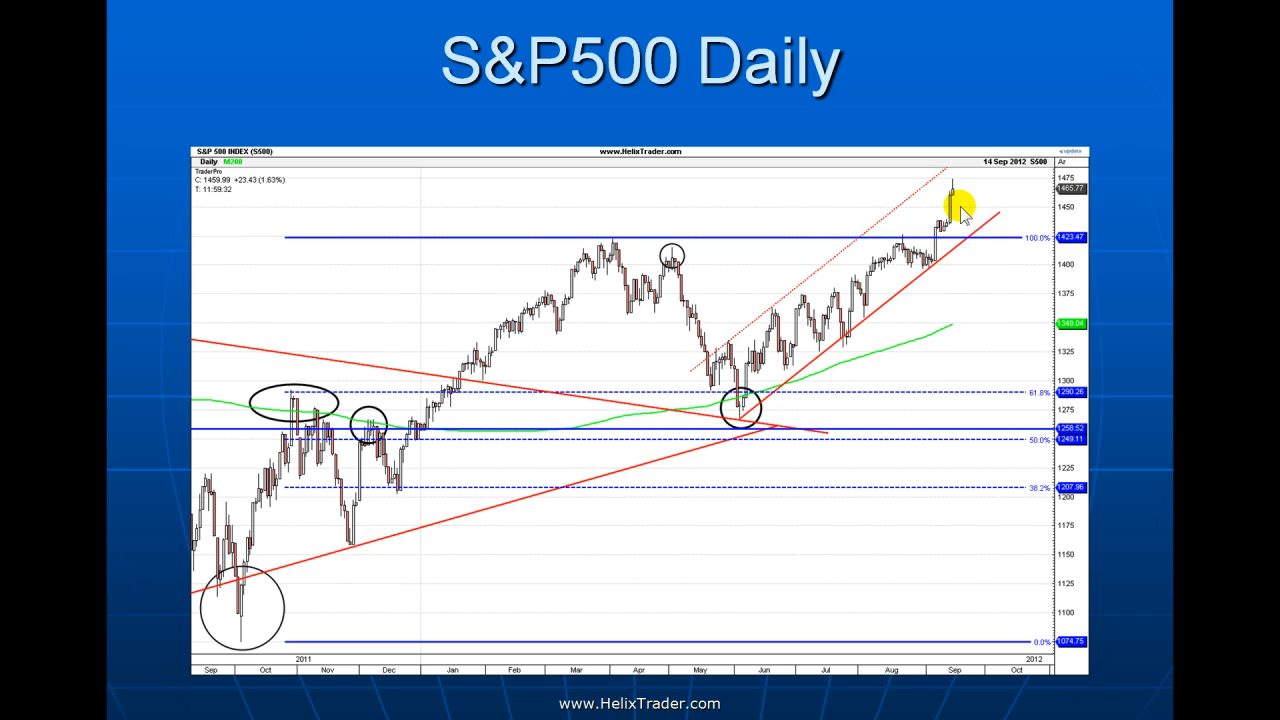 S&P500 Daily
S&P 500 INDEX (S500) www.HelixTrader.com update
Daily M200 14 Sep 2012 S500 Ar
TraderPro
C: 1459.99 +23.43 (1.63%)
T: 11:59:32
1475
1465.77
1450
100.0% 1423.47
1400
1375
1349.04
1325
1300
61.8% 1290.26
1275
1258.52
50.0% 1249.11
1225
38.2% 1207.96
1200
1175
1150
1125
1100
0.0% 1074.75
2011 2012
Sep Oct Nov Dec Jan Feb Mar Apr May Jun Jul Aug Sep Oct
www.HelixTrader.com